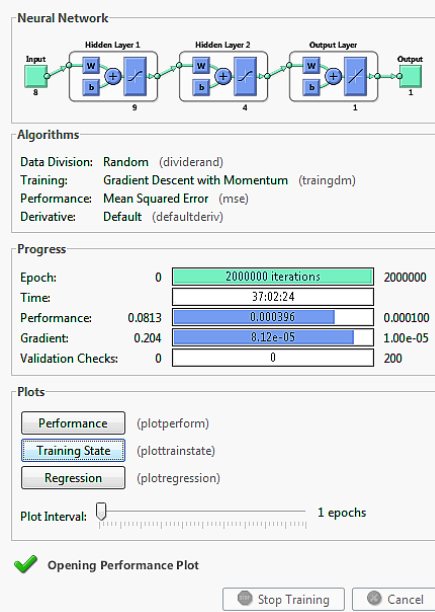 Neural Network
Hidden Layer 1 Hidden Layer 2 Output Layer
Input Output
W W W
b b b
8 9 4 1 1
Algorithms
Data Division: Random (dividerand)
Training: Gradient Descent with Momentum (traingdm)
Performance: Mean Squared Error (mse)
Derivative: Default (defaultderiv)
Progress
Epoch: 0 2000000 iterations 2000000
Time: 37:02:24
Performance: 0.0813 0.000396 0.000100
Gradient: 0.204 8.12e-05 1.00e-05
Validation Checks: 0 0 200
Plots
Performance (plotperform)
Training State (plottrainstate)
Regression (plotregression)
Plot Interval: 1 epochs
Opening Performance Plot
Stop Training Cancel